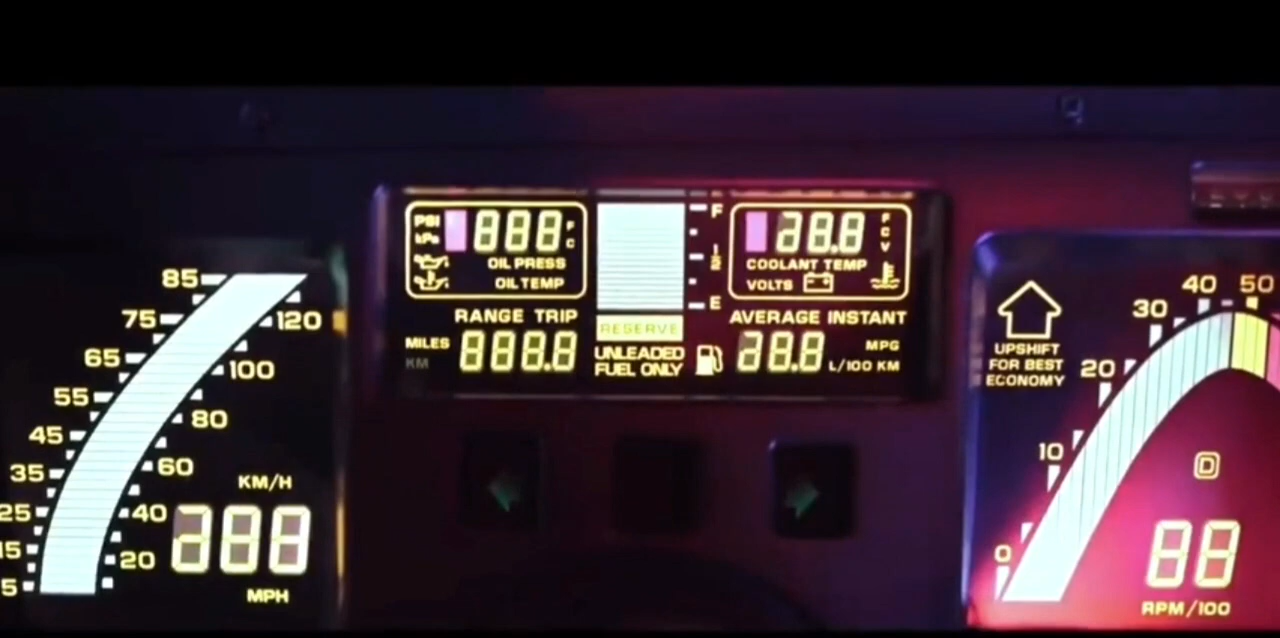 85
75
65
55
45
35
25
15
5
120
100
80
60
40
20
KM/H
288
MPH
PSI
kPa
888
F
C
OIL PRESS
OIL TEMP
F
1/2
E
RESERVE
UNLEADED
FUEL ONLY
28.8
F
C
V
COOLANT TEMP
VOLTS
RANGE TRIP
MILES
KM
888.8
AVERAGE INSTANT
28.8
MPG
L/100 KM
UPSHIFT
FOR BEST
ECONOMY
0
10
20
30
40
50
D
88
RPM/100